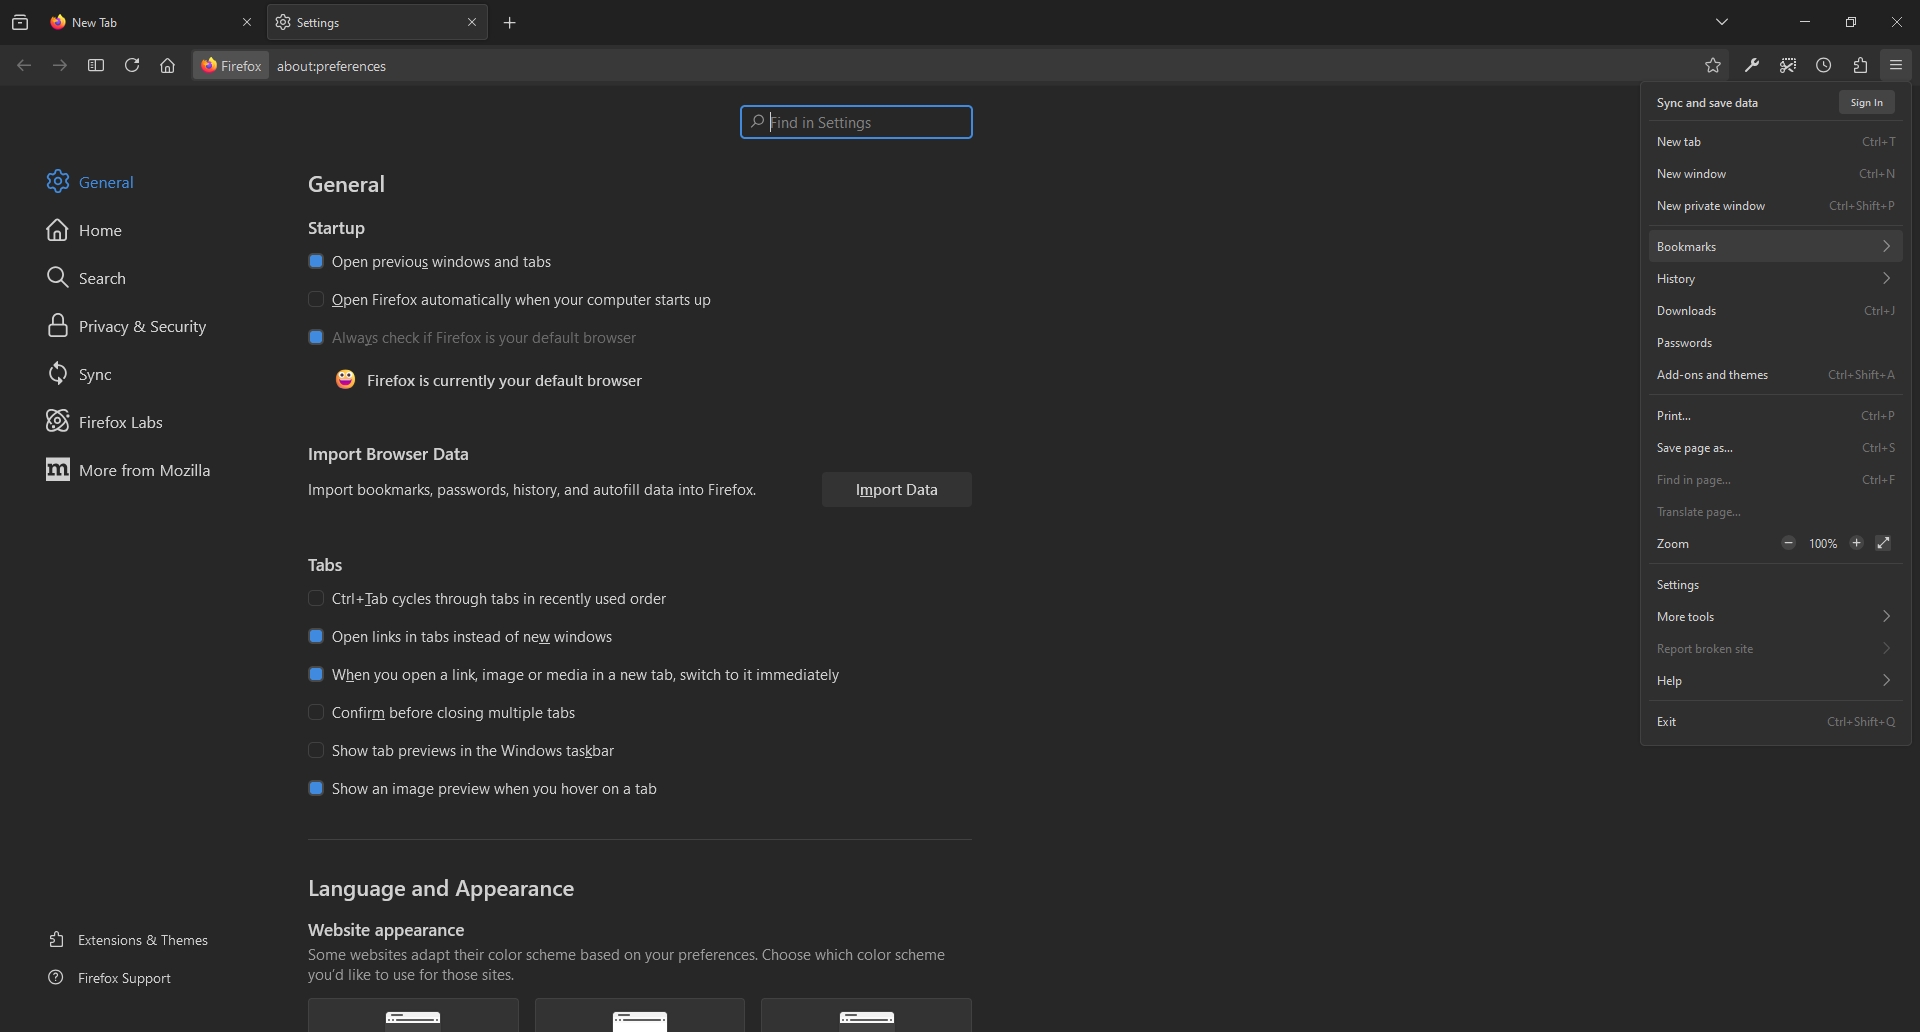 New Tab
Settings
Firefox about:preferences
Find in Settings
General
Home
Search
Privacy & Security
Sync
Firefox Labs
More from Mozilla
Extensions & Themes
Firefox Support
General
Startup
Open previous windows and tabs
Open Firefox automatically when your computer starts up
Always check if Firefox is your default browser
Firefox is currently your default browser
Import Browser Data
Import bookmarks, passwords, history, and autofill data into Firefox.
Import Data
Tabs
Ctrl+Tab cycles through tabs in recently used order
Open links in tabs instead of new windows
When you open a link, image or media in a new tab, switch to it immediately
Confirm before closing multiple tabs
Show tab previews in the Windows taskbar
Show an image preview when you hover on a tab
Language and Appearance
Website appearance
Some websites adapt their color scheme based on your preferences. Choose which color scheme
you'd like to use for those sites.
Sync and save data Sign In
New tab Ctrl+T
New window Ctrl+N
New private window Ctrl+Shift+P
Bookmarks
History
Downloads Ctrl+J
Passwords
Add-ons and themes Ctrl+Shift+A
Print... Ctrl+P
Save page as... Ctrl+S
Find in page... Ctrl+F
Translate page...
Zoom 100%
Settings
More tools
Report broken site
Help
Exit Ctrl+Shift+Q